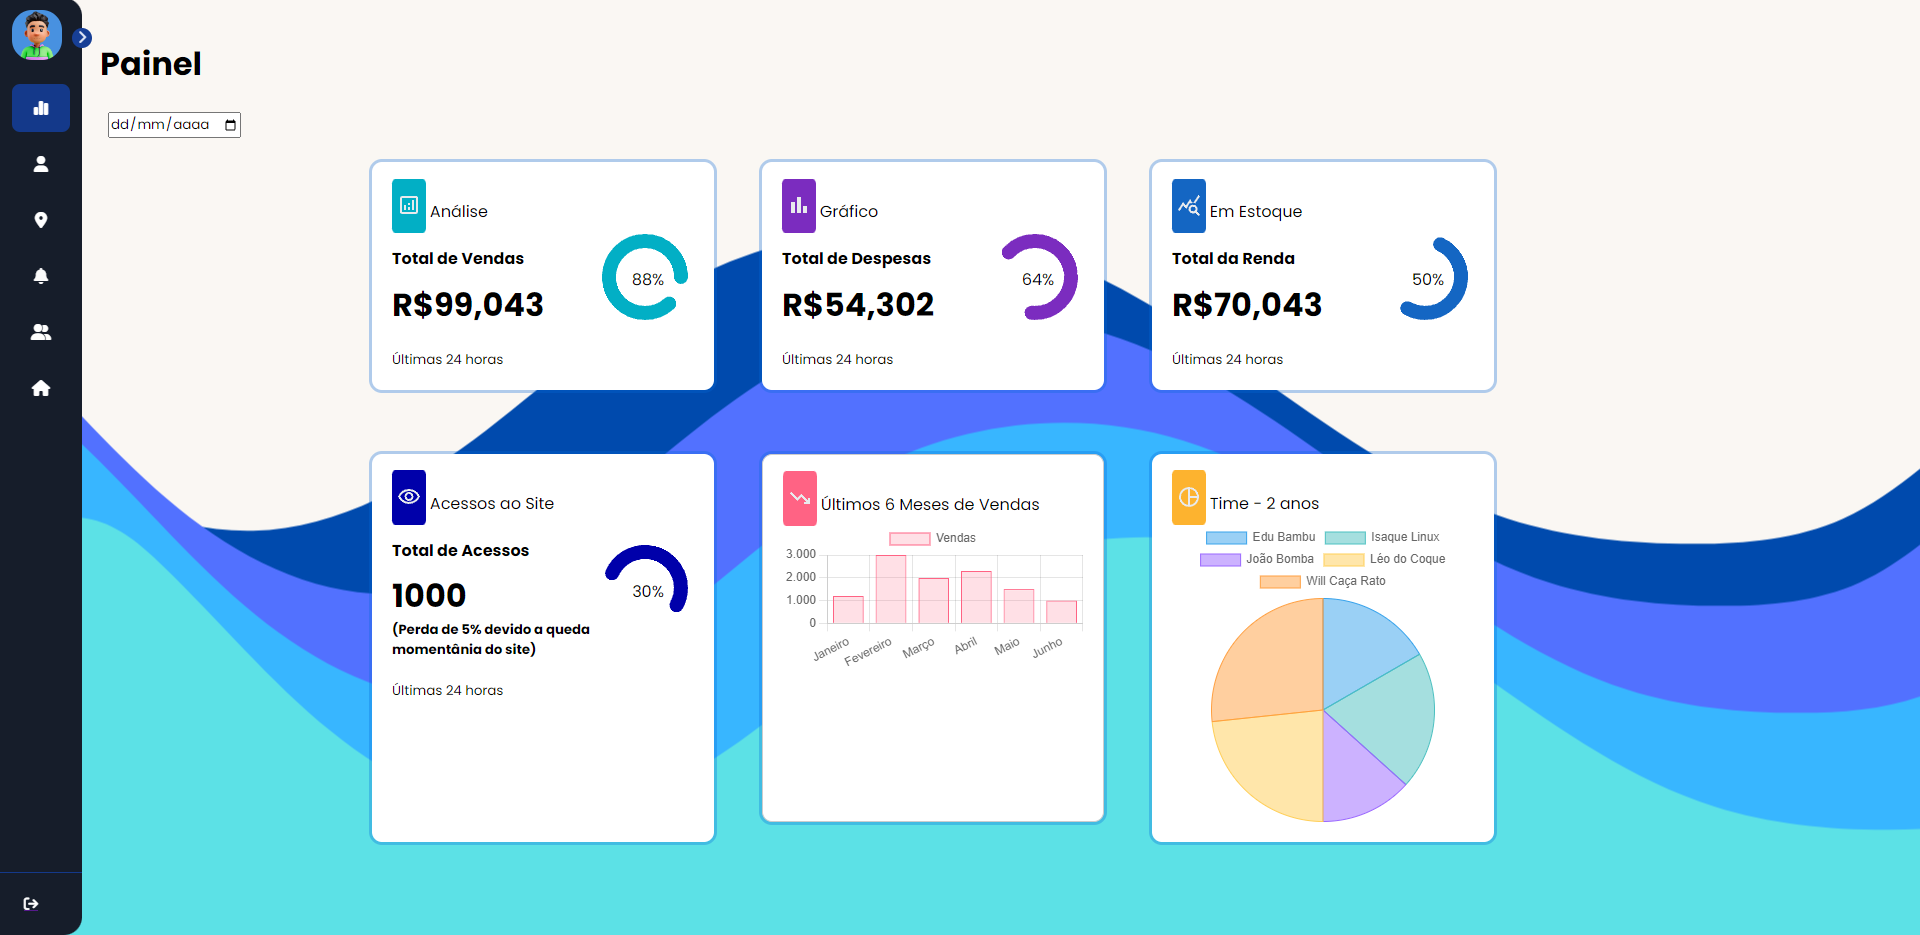 Painel
dd/mm/aaaa
Análise
Total de Vendas
88%
R$99,043
Últimas 24 horas
Gráfico
Total de Despesas
64%
R$54,302
Últimas 24 horas
Em Estoque
Total da Renda
50%
R$70,043
Últimas 24 horas
Acessos ao Site
Total de Acessos
30%
1000
(Perda de 5% devido a queda
momentânia do site)
Últimas 24 horas
Últimos 6 Meses de Vendas
Vendas
3.000
2.000
1.000
0
Janeiro
Fevereiro
Março
Abril
Maio
Junho
Time - 2 anos
Edu Bambu
Isaque Linux
João Bomba
Léo do Coque
Will Caça Rato